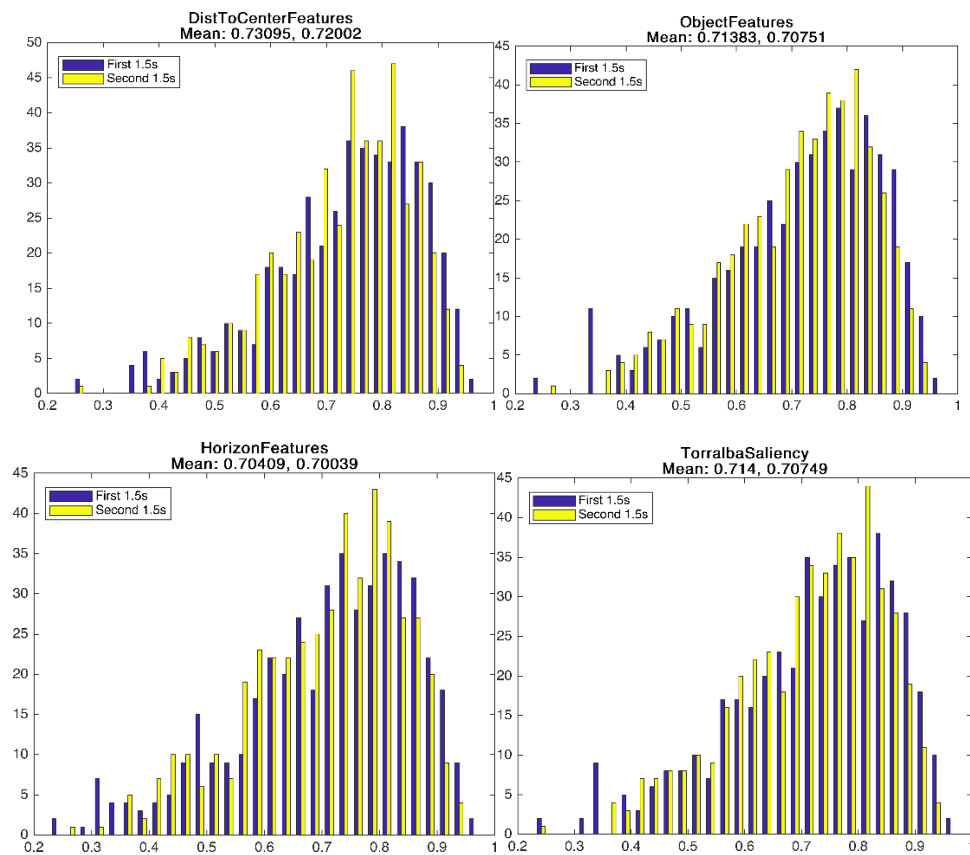 DistToCenterFeatures
Mean: 0.73095, 0.72002
50
45
40
35
30
25
20
15
10
5
0
First 1.5s
Second 1.5s
0.2 0.3 0.4 0.5 0.6 0.7 0.8 0.9 1
ObjectFeatures
Mean: 0.71383, 0.70751
45
40
35
30
25
20
15
10
5
0
First 1.5s
Second 1.5s
0.2 0.3 0.4 0.5 0.6 0.7 0.8 0.9 1
HorizonFeatures
Mean: 0.70409, 0.70039
45
40
35
30
25
20
15
10
5
0
First 1.5s
Second 1.5s
0.2 0.3 0.4 0.5 0.6 0.7 0.8 0.9 1
TorralbaSaliency
Mean: 0.714, 0.70749
45
40
35
30
25
20
15
10
5
0
First 1.5s
Second 1.5s
0.2 0.3 0.4 0.5 0.6 0.7 0.8 0.9 1